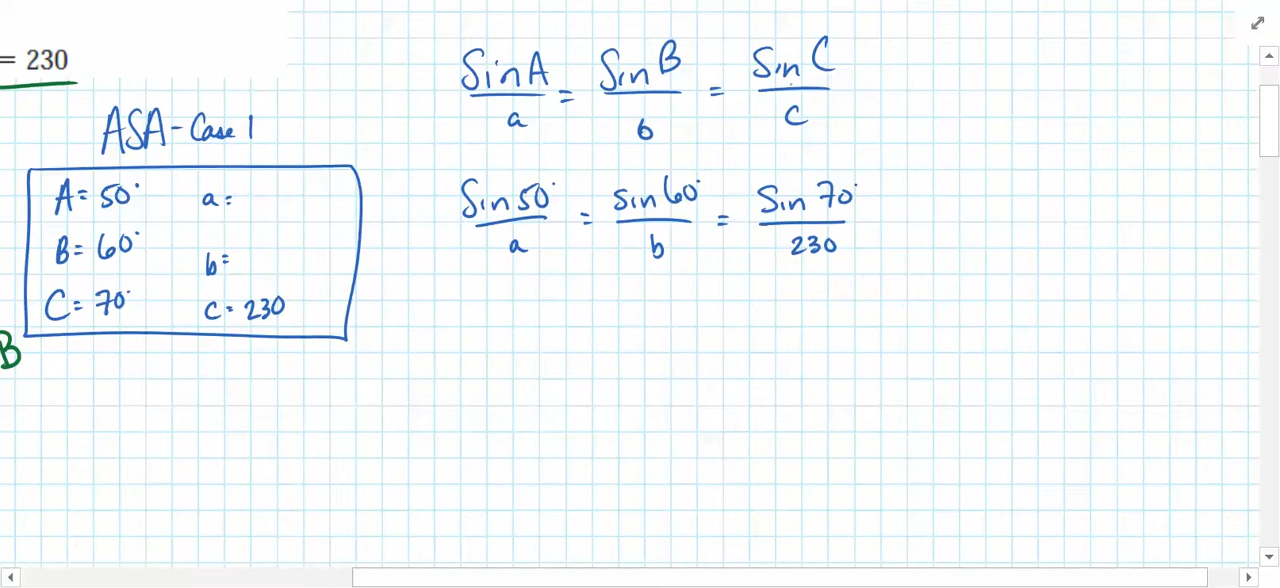 = 230
ASA - Case 1
A = 50°   a =
B = 60°   b =
C = 70°   c = 230
B
Sin A / a = Sin B / b = Sin C / c
Sin 50° / a = sin 60° / b = Sin 70° / 230